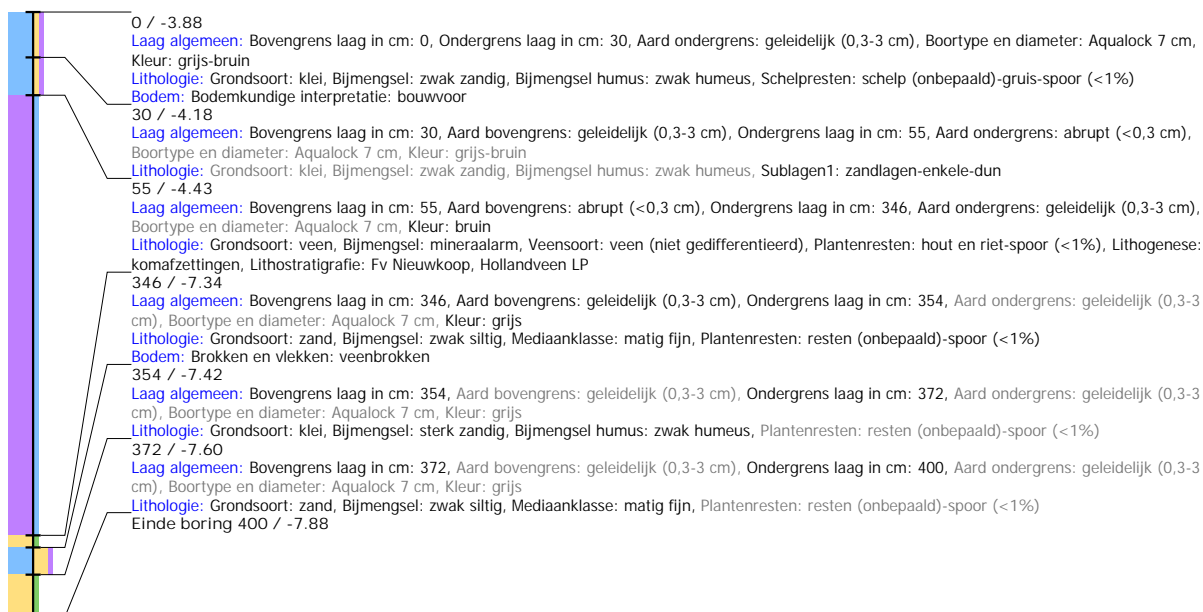 0 / -3.88
Laag algemeen: Bovengrens laag in cm: 0, Ondergrens laag in cm: 30, Aard ondergrens: geleidelijk (0,3-3 cm), Boortype en diameter: Aqualock 7 cm,
Kleur: grijs-bruin
Lithologie: Grondsoort: klei, Bijmengsel: zwak zandig, Bijmengsel humus: zwak humeus, Schelpresten: schelp (onbepaald)-gruis-spoor (<1%)
Bodem: Bodemkundige interpretatie: bouwvoor
30 / -4.18
Laag algemeen: Bovengrens laag in cm: 30, Aard bovengrens: geleidelijk (0,3-3 cm), Ondergrens laag in cm: 55, Aard ondergrens: abrupt (<0,3 cm),
Boortype en diameter: Aqualock 7 cm, Kleur: grijs-bruin
Lithologie: Grondsoort: klei, Bijmengsel: zwak zandig, Bijmengsel humus: zwak humeus, Sublagen1: zandlagen-enkele-dun
55 / -4.43
Laag algemeen: Bovengrens laag in cm: 55, Aard bovengrens: abrupt (<0,3 cm), Ondergrens laag in cm: 346, Aard ondergrens: geleidelijk (0,3-3 cm),
Boortype en diameter: Aqualock 7 cm, Kleur: bruin
Lithologie: Grondsoort: veen, Bijmengsel: mineraalarm, Veensoort: veen (niet gedifferentieerd), Plantenresten: hout en riet-spoor (<1%), Lithogenese:
komafzettingen, Lithostratigrafie: Fv Nieuwkoop, Hollandveen LP
346 / -7.34
Laag algemeen: Bovengrens laag in cm: 346, Aard bovengrens: geleidelijk (0,3-3 cm), Ondergrens laag in cm: 354, Aard ondergrens: geleidelijk (0,3-3
cm), Boortype en diameter: Aqualock 7 cm, Kleur: grijs
Lithologie: Grondsoort: zand, Bijmengsel: zwak siltig, Mediaanklasse: matig fijn, Plantenresten: resten (onbepaald)-spoor (<1%)
Bodem: Brokken en vlekken: veenbrokken
354 / -7.42
Laag algemeen: Bovengrens laag in cm: 354, Aard bovengrens: geleidelijk (0,3-3 cm), Ondergrens laag in cm: 372, Aard ondergrens: geleidelijk (0,3-3
cm), Boortype en diameter: Aqualock 7 cm, Kleur: grijs
Lithologie: Grondsoort: klei, Bijmengsel: sterk zandig, Bijmengsel humus: zwak humeus, Plantenresten: resten (onbepaald)-spoor (<1%)
372 / -7.60
Laag algemeen: Bovengrens laag in cm: 372, Aard bovengrens: geleidelijk (0,3-3 cm), Ondergrens laag in cm: 400, Aard ondergrens: geleidelijk (0,3-3
cm), Boortype en diameter: Aqualock 7 cm, Kleur: grijs
Lithologie: Grondsoort: zand, Bijmengsel: zwak siltig, Mediaanklasse: matig fijn, Plantenresten: resten (onbepaald)-spoor (<1%)
Einde boring 400 / -7.88